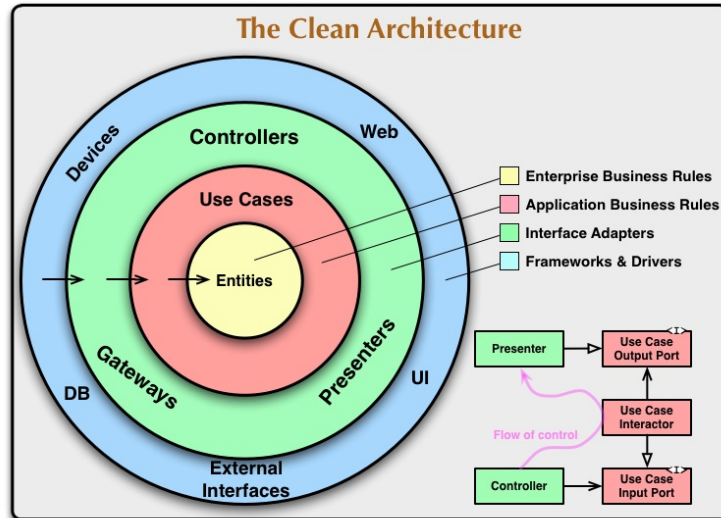 The Clean Architecture
Devices
Controllers
Web
Use Cases
Entities
Gateways
Presenters
DB
UI
External
Interfaces
Enterprise Business Rules
Application Business Rules
Interface Adapters
Frameworks & Drivers
Presenter
<I>
Use Case
Output Port
Flow of control
Use Case
Interactor
Controller
<I>
Use Case
Input Port